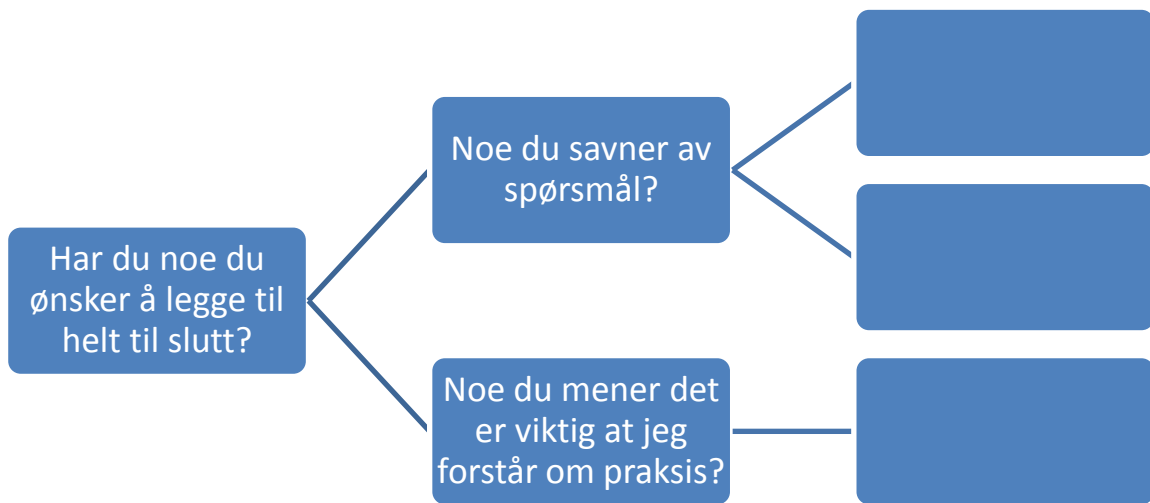 Har du noe du
ønsker å legge til
helt til slutt?
Noe du savner av
spørsmål?
Noe du mener det
er viktig at jeg
forstår om praksis?